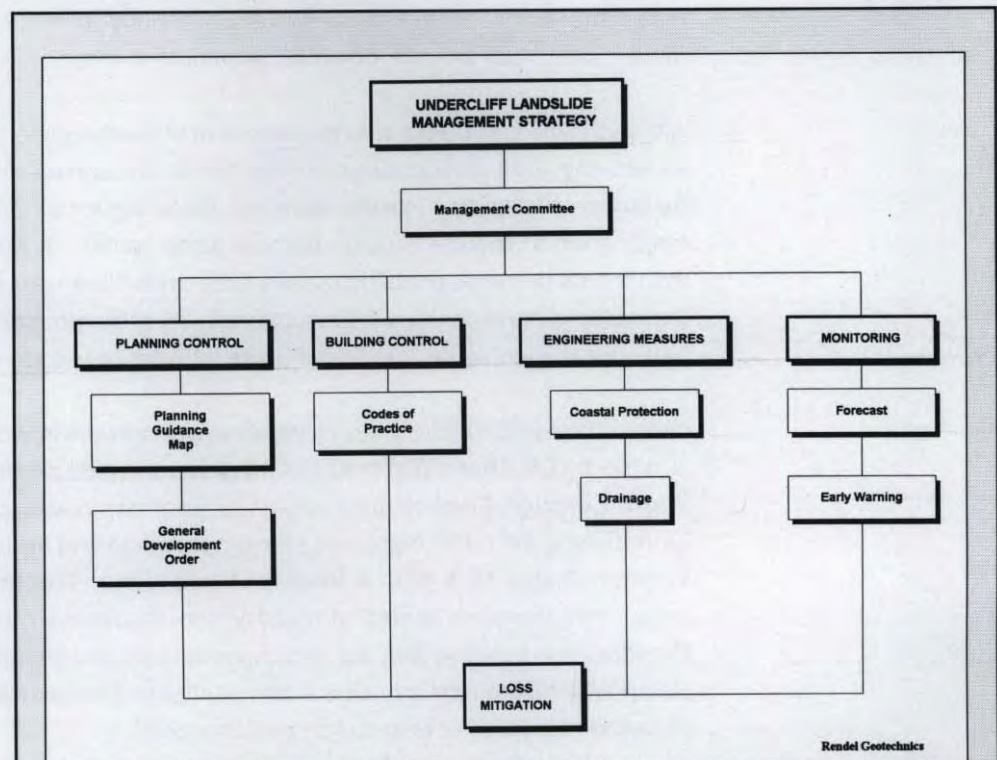 UNDERCLIFF LANDSLIDE
MANAGEMENT STRATEGY
Management Committee
PLANNING CONTROL
BUILDING CONTROL
ENGINEERING MEASURES
MONITORING
Planning
Guidance
Map
Codes of
Practice
Coastal Protection
Forecast
Drainage
Early Warning
General
Development
Order
LOSS
MITIGATION
Rendel Geotechnics